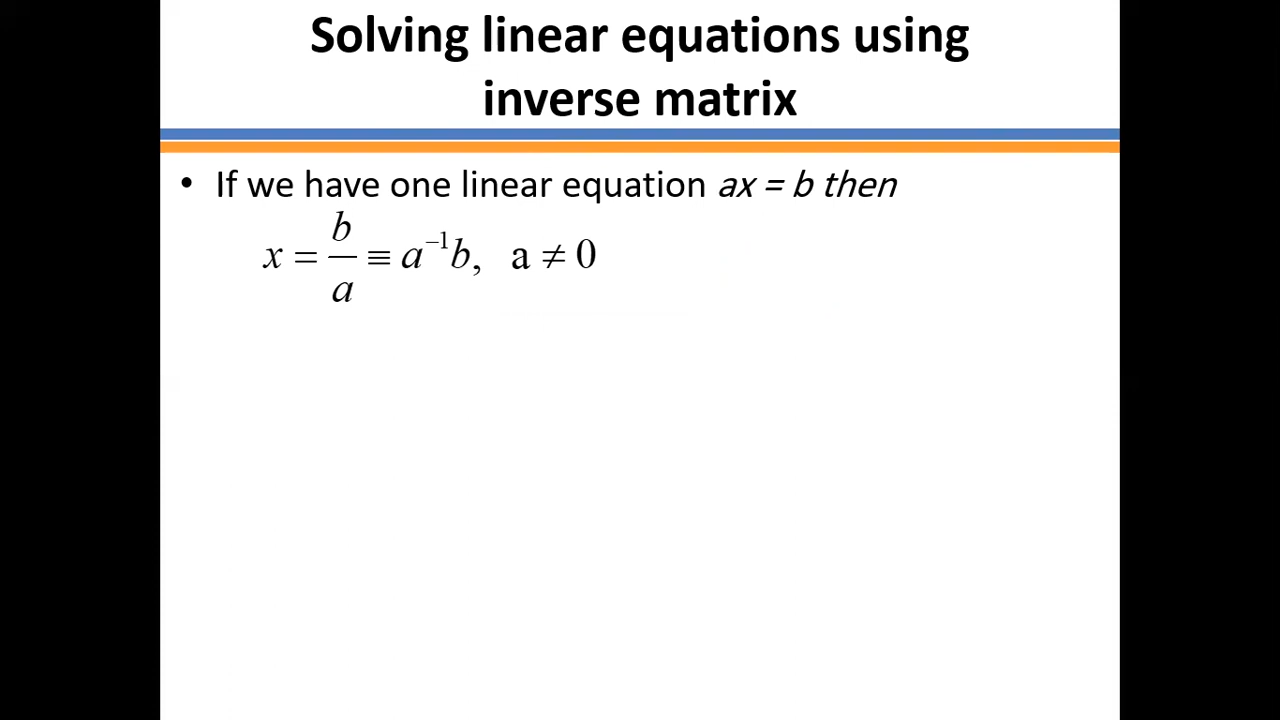 Solving linear equations using
inverse matrix
• If we have one linear equation ax = b then
x = b/a ≡ a⁻¹b, a ≠ 0